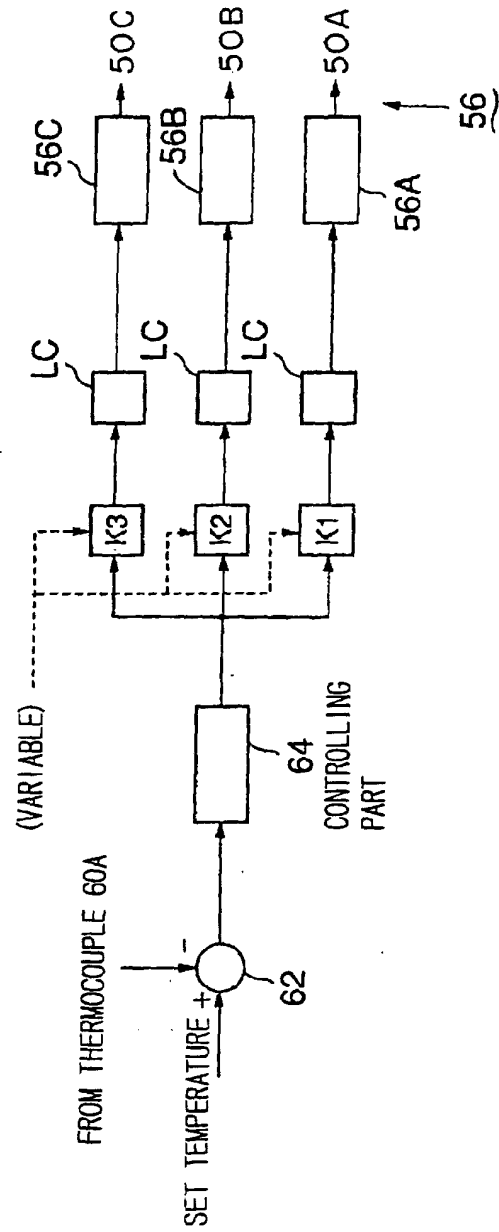 FROM THERMOCOUPLE 60A
SET TEMPERATURE
+
-
62
64
CONTROLLING
PART
(VARIABLE)
K3
K2
K1
LC
LC
LC
56C
56B
56A
50C
50B
50A
56